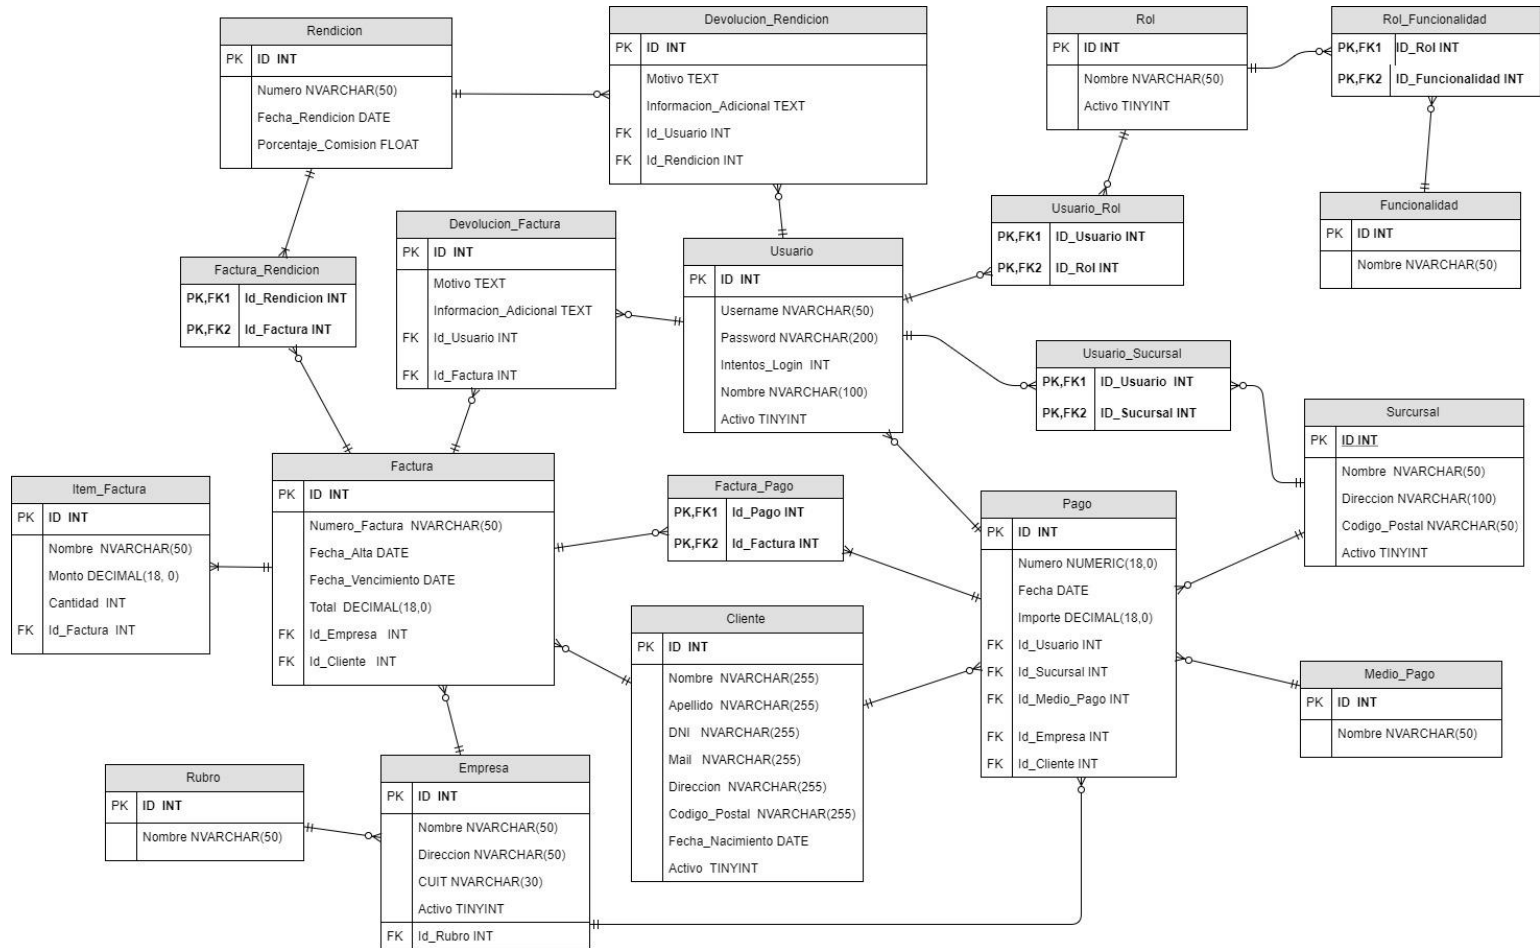 Rendicion
PK ID INT
Numero NVARCHAR(50)
Fecha_Rendicion DATE
Porcentaje_Comision FLOAT
Devolucion_Rendicion
PK ID INT
Motivo TEXT
Informacion_Adicional TEXT
FK Id_Usuario INT
FK Id_Rendicion INT
Rol
PK ID INT
Nombre NVARCHAR(50)
Activo TINYINT
Rol_Funcionalidad
PK,FK1 ID_Rol INT
PK,FK2 ID_Funcionalidad INT
Factura_Rendicion
PK,FK1 Id_Rendicion INT
PK,FK2 Id_Factura INT
Devolucion_Factura
PK ID INT
Motivo TEXT
Informacion_Adicional TEXT
FK Id_Usuario INT
FK Id_Factura INT
Usuario
PK ID INT
Username NVARCHAR(50)
Password NVARCHAR(200)
Intentos_Login INT
Nombre NVARCHAR(100)
Activo TINYINT
Usuario_Rol
PK,FK1 ID_Usuario INT
PK,FK2 ID_Rol INT
Funcionalidad
PK ID INT
Nombre NVARCHAR(50)
Usuario_Sucursal
PK,FK1 ID_Usuario INT
PK,FK2 ID_Sucursal INT
Surcursal
PK ID INT
Nombre NVARCHAR(50)
Direccion NVARCHAR(100)
Codigo_Postal NVARCHAR(50)
Activo TINYINT
Item_Factura
PK ID INT
Nombre NVARCHAR(50)
Monto DECIMAL(18, 0)
Cantidad INT
FK Id_Factura INT
Factura
PK ID INT
Numero_Factura NVARCHAR(50)
Fecha_Alta DATE
Fecha_Vencimiento DATE
Total DECIMAL(18,0)
FK Id_Empresa INT
FK Id_Cliente INT
Factura_Pago
PK,FK1 Id_Pago INT
PK,FK2 Id_Factura INT
Pago
PK ID INT
Numero NUMERIC(18,0)
Fecha DATE
Importe DECIMAL(18,0)
FK Id_Usuario INT
FK Id_Sucursal INT
FK Id_Medio_Pago INT
FK Id_Empresa INT
FK Id_Cliente INT
Cliente
PK ID INT
Nombre NVARCHAR(255)
Apellido NVARCHAR(255)
DNI NVARCHAR(255)
Mail NVARCHAR(255)
Direccion NVARCHAR(255)
Codigo_Postal NVARCHAR(255)
Fecha_Nacimiento DATE
Activo TINYINT
Medio_Pago
PK ID INT
Nombre NVARCHAR(50)
Rubro
PK ID INT
Nombre NVARCHAR(50)
Empresa
PK ID INT
Nombre NVARCHAR(50)
Direccion NVARCHAR(50)
CUIT NVARCHAR(30)
Activo TINYINT
FK Id_Rubro INT